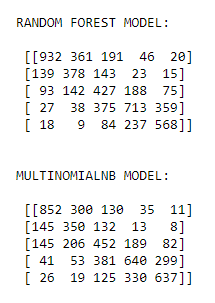 RANDOM FOREST MODEL:
[[932 361 191 46 20]
[139 378 143 23 15]
[ 93 142 427 188 75]
[ 27 38 375 713 359]
[ 18 9 84 237 568]]
MULTINOMIALNB MODEL:
[[852 300 130 35 11]
[145 350 132 13 8]
[145 206 452 189 82]
[ 41 53 381 640 299]
[ 26 19 125 330 637]]